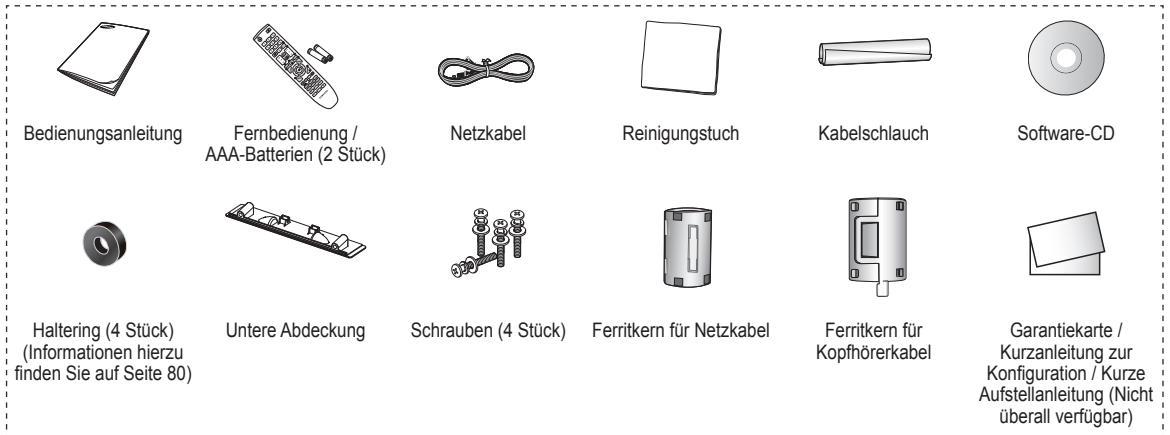 Bedienungsanleitung
Fernbedienung /
AAA-Batterien (2 Stück)
Netzkabel
Reinigungstuch
Kabelschlauch
Software-CD
Haltering (4 Stück)
(Informationen hierzu
finden Sie auf Seite 80)
Untere Abdeckung
Schrauben (4 Stück)
Ferritkern für Netzkabel
Ferritkern für
Kopfhörerkabel
Garantiekarte /
Kurzanleitung zur
Konfiguration / Kurze
Aufstellanleitung (Nicht
überall verfügbar)